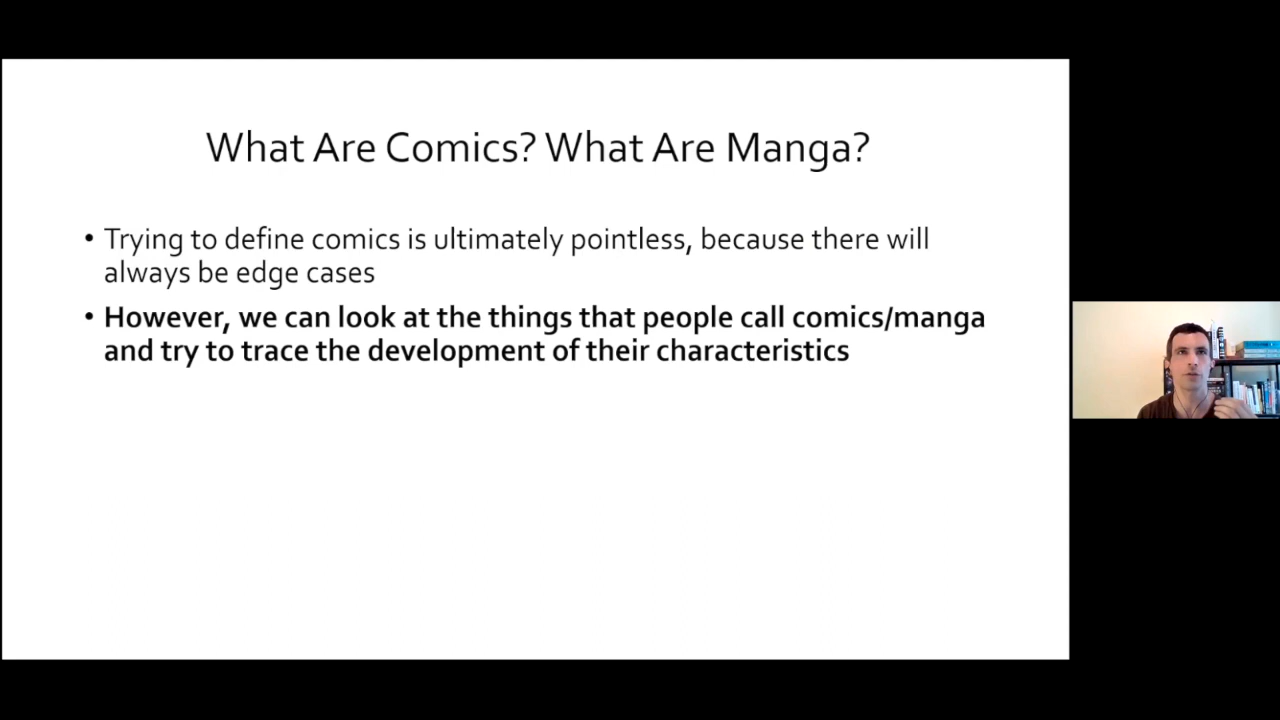 What Are Comics? What Are Manga?
• Trying to define comics is ultimately pointless, because there will
always be edge cases
• However, we can look at the things that people call comics/manga
and try to trace the development of their characteristics